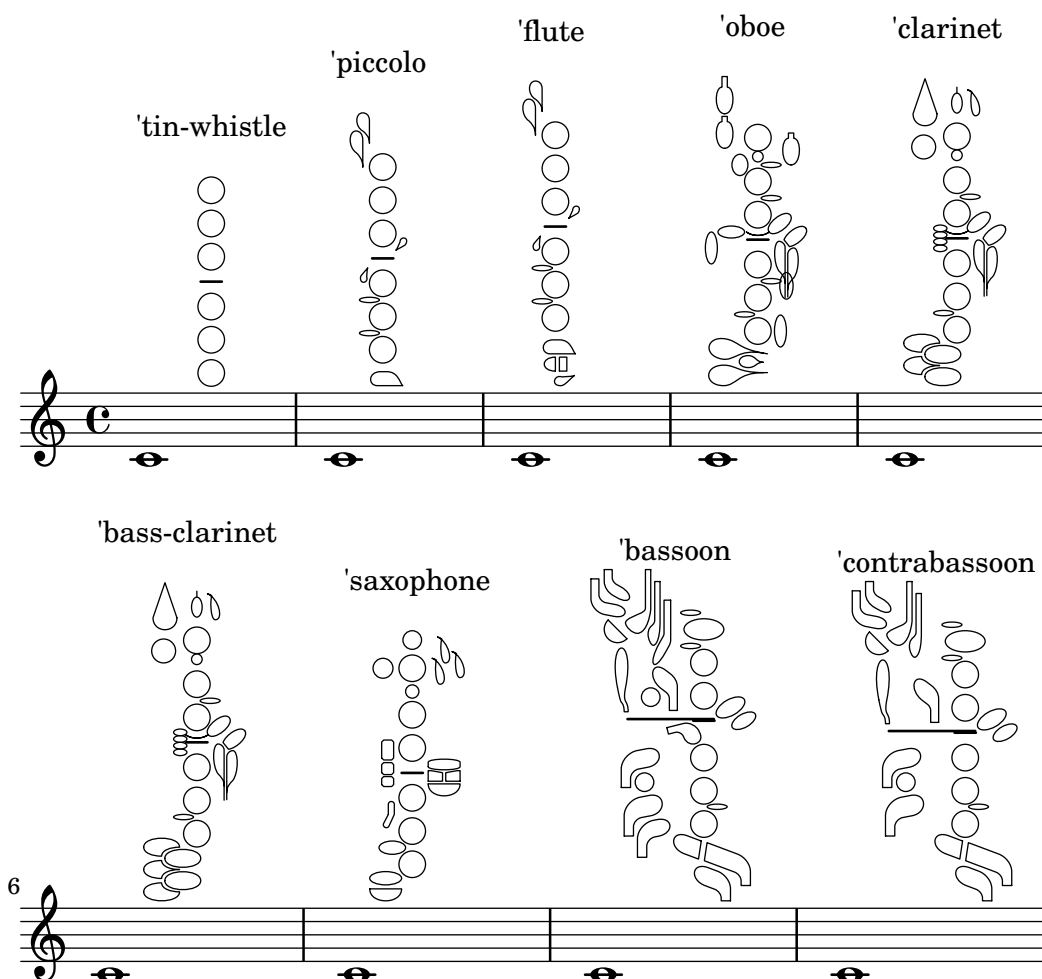 'tin-whistle 'piccolo 'flute 'oboe 'clarinet
'bass-clarinet 'saxophone 'bassoon 'contrabassoon
6